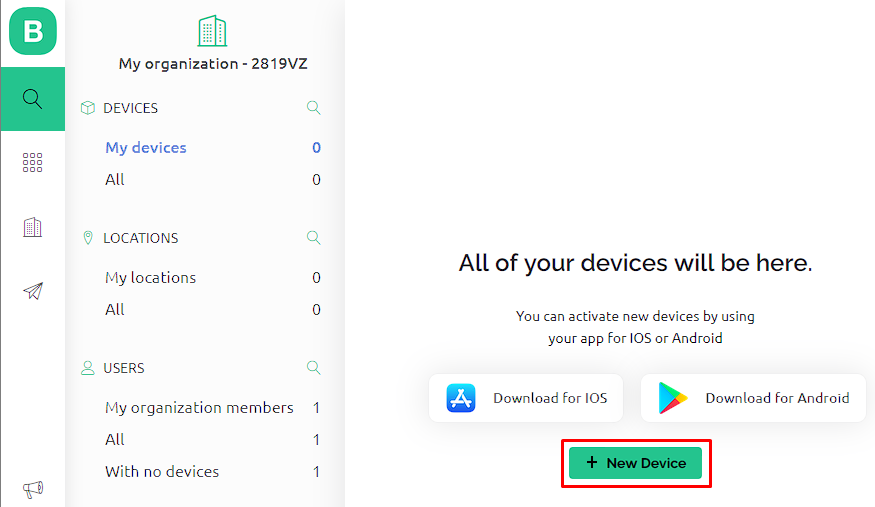 B
My organization - 2819VZ
DEVICES
My devices 0
All 0
LOCATIONS
My locations 0
All 0
USERS
My organization members 1
All 1
With no devices 1
All of your devices will be here.
You can activate new devices by using
your app for IOS or Android
Download for IOS
Download for Android
+ New Device